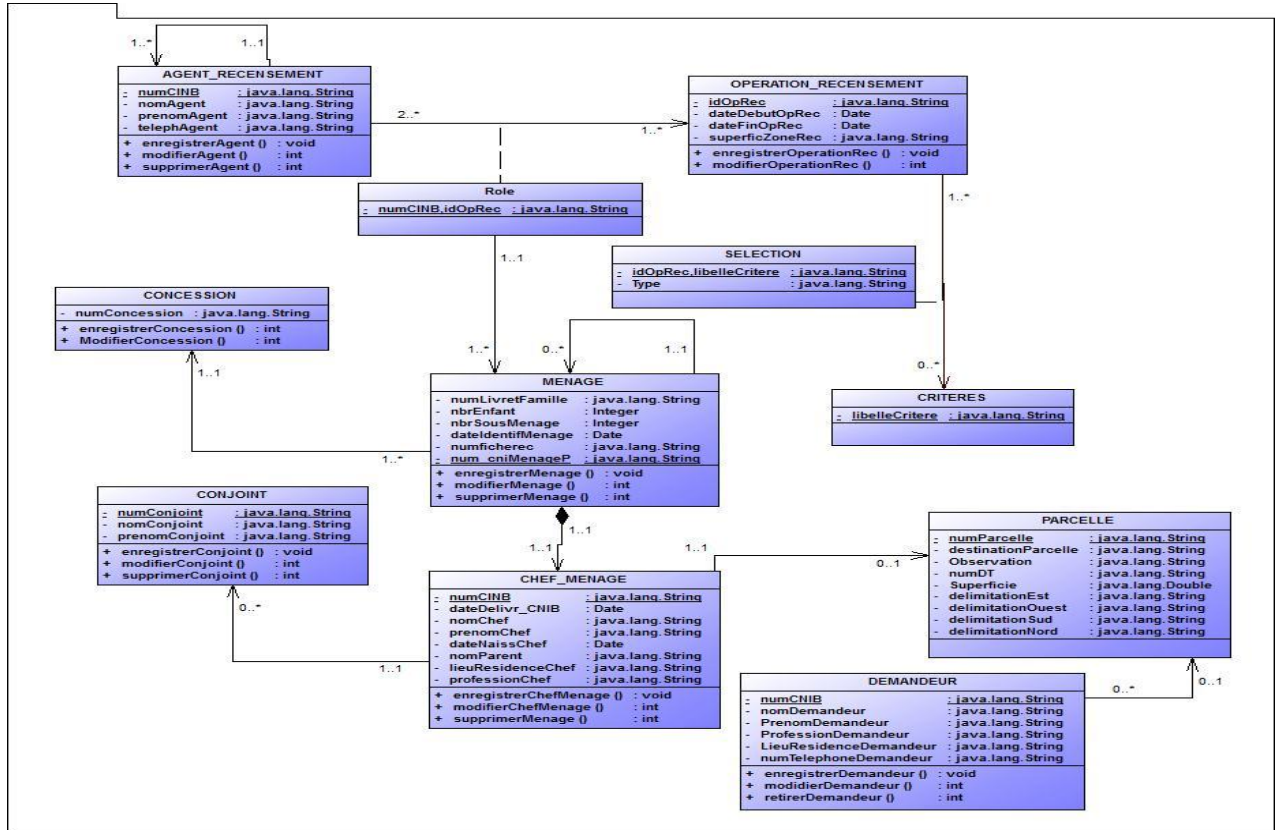 1..*
1..1
AGENT_RECENSEMENT
- numCINB : java.lang.String
- nomAgent : java.lang.String
- prenomAgent : java.lang.String
- telephAgent : java.lang.String
+ enregistrerAgent () : void
+ modifierAgent () : int
+ supprimerAgent () : int
2..*
1..*
OPERATION_RECENSEMENT
- idOpRec : java.lang.String
- dateDebutOpRec : Date
- dateFinOpRec : Date
- superficZoneRec : java.lang.String
+ enregistrerOperationRec () : void
+ modifierOperationRec () : int
1..*
Role
- numCINB,idOpRec : java.lang.String
1..1
1..*
SELECTION
- idOpRec,libelleCritere : java.lang.String
- Type : java.lang.String
CONCESSION
- numConcession : java.lang.String
+ enregistrerConcession () : int
+ ModifierConcession () : int
1..1
1..*
0..*
1..1
0..*
MENAGE
- numLivretFamille : java.lang.String
- nbrEnfant : Integer
- nbrSousMenage : Integer
- dateIdentifMenage : Date
- numficherec : java.lang.String
- num_cniMenageP : java.lang.String
+ enregistrerMenage () : void
+ modifierMenage () : int
+ supprimerMenage () : int
CRITERES
- libelleCritere : java.lang.String
CONJOINT
- numConjoint : java.lang.String
- nomConjoint : java.lang.String
- prenomConjoint : java.lang.String
+ enregistrerConjoint () : void
+ modifierConjoint () : int
+ supprimerConjoint () : int
0..*
1..1
1..1
1..1
CHEF_MENAGE
- numCINB : java.lang.String
- dateDelivr_CNIB : Date
- nomChef : java.lang.String
- prenomChef : java.lang.String
- dateNaissChef : Date
- nomParent : java.lang.String
- lieuResidenceChef : java.lang.String
- professionChef : java.lang.String
+ enregistrerChefMenage () : void
+ modifierChefMenage () : int
+ supprimerMenage () : int
1..1
0..1
PARCELLE
- numParcelle : java.lang.String
- destinationParcelle : java.lang.String
- Observation : java.lang.String
- numDT : java.lang.String
- Superficie : java.lang.Double
- delimitationEst : java.lang.String
- delimitationOuest : java.lang.String
- delimitationSud : java.lang.String
- delimitationNord : java.lang.String
0..*
0..1
DEMANDEUR
- numCNIB : java.lang.String
- nomDemandeur : java.lang.String
- PrenomDemandeur : java.lang.String
- ProfessionDemandeur : java.lang.String
- LieuResidenceDemandeur : java.lang.String
- numTelephoneDemandeur : java.lang.String
+ enregistrerDemandeur () : void
+ modidierDemandeur () : int
+ retirerDemandeur () : int